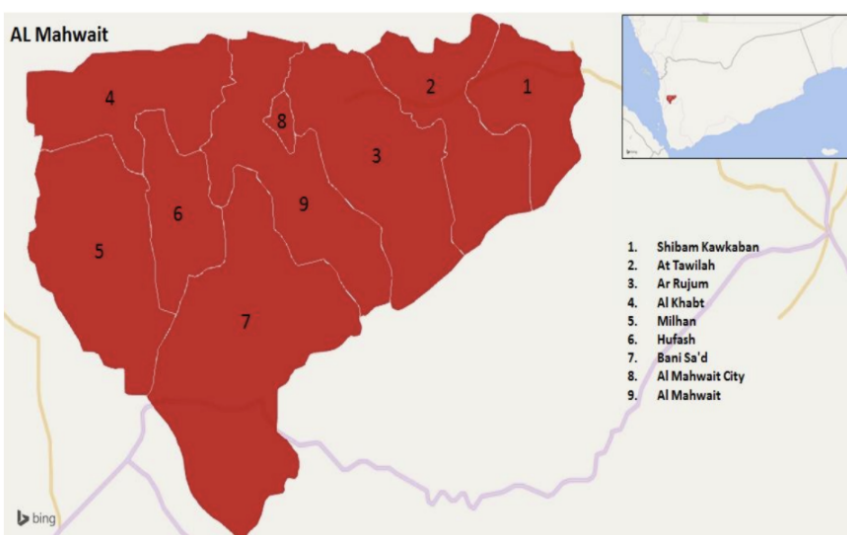 AL Mahwait
4
2
1
8
3
9
6
5
7
1. Shibam Kawkaban
2. At Tawilah
3. Ar Rujum
4. Al Khabt
5. Milhan
6. Hufash
7. Bani Sa'd
8. Al Mahwait City
9. Al Mahwait
bing
bing